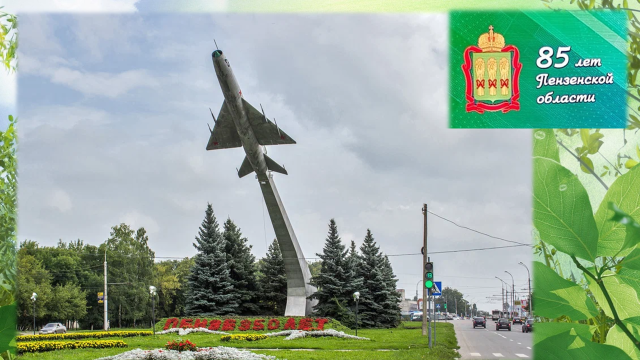 85 лет
Пензенской
области